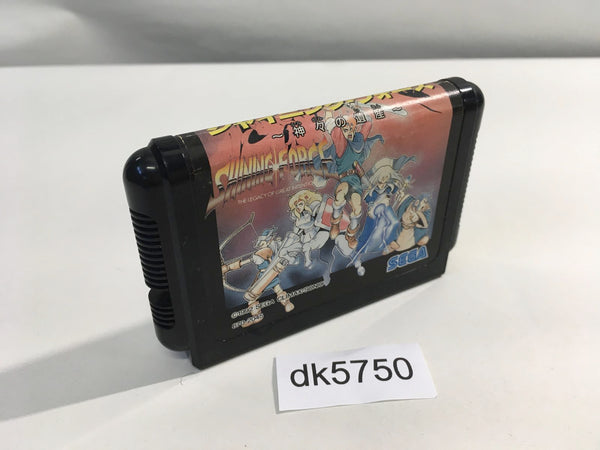 シャイニング・フォース
～神々の遺産～
SHINING FORCE
THE LEGACY OF GREAT INTENTION
SEGA
dk5750